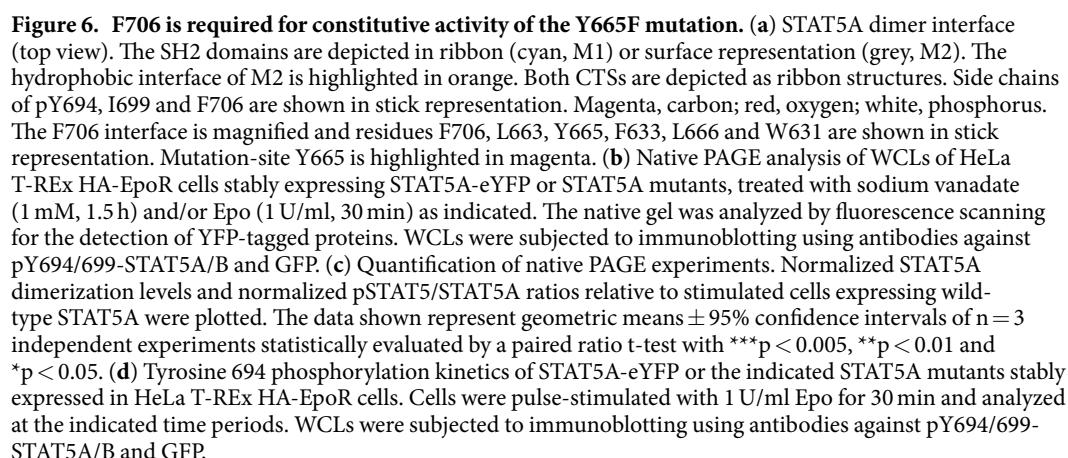 Figure 6. F706 is required for constitutive activity of the Y665F mutation. (a) STAT5A dimer interface
(top view). The SH2 domains are depicted in ribbon (cyan, M1) or surface representation (grey, M2). The
hydrophobic interface of M2 is highlighted in orange. Both CTSs are depicted as ribbon structures. Side chains
of pY694, I699 and F706 are shown in stick representation. Magenta, carbon; red, oxygen; white, phosphorus.
The F706 interface is magnified and residues F706, L663, Y665, F633, L666 and W631 are shown in stick
representation. Mutation-site Y665 is highlighted in magenta. (b) Native PAGE analysis of WCLs of HeLa
T-REx HA-EpoR cells stably expressing STAT5A-eYFP or STAT5A mutants, treated with sodium vanadate
(1 mM, 1.5 h) and/or Epo (1 U/ml, 30 min) as indicated. The native gel was analyzed by fluorescence scanning
for the detection of YFP-tagged proteins. WCLs were subjected to immunoblotting using antibodies against
pY694/699-STAT5A/B and GFP. (c) Quantification of native PAGE experiments. Normalized STAT5A
dimerization levels and normalized pSTAT5/STAT5A ratios relative to stimulated cells expressing wild-
type STAT5A were plotted. The data shown represent geometric means ± 95% confidence intervals of n = 3
independent experiments statistically evaluated by a paired ratio t-test with ***p < 0.005, **p < 0.01 and
*p < 0.05. (d) Tyrosine 694 phosphorylation kinetics of STAT5A-eYFP or the indicated STAT5A mutants stably
expressed in HeLa T-REx HA-EpoR cells. Cells were pulse-stimulated with 1 U/ml Epo for 30 min and analyzed
at the indicated time periods. WCLs were subjected to immunoblotting using antibodies against pY694/699-
STAT5A/B and GFP.